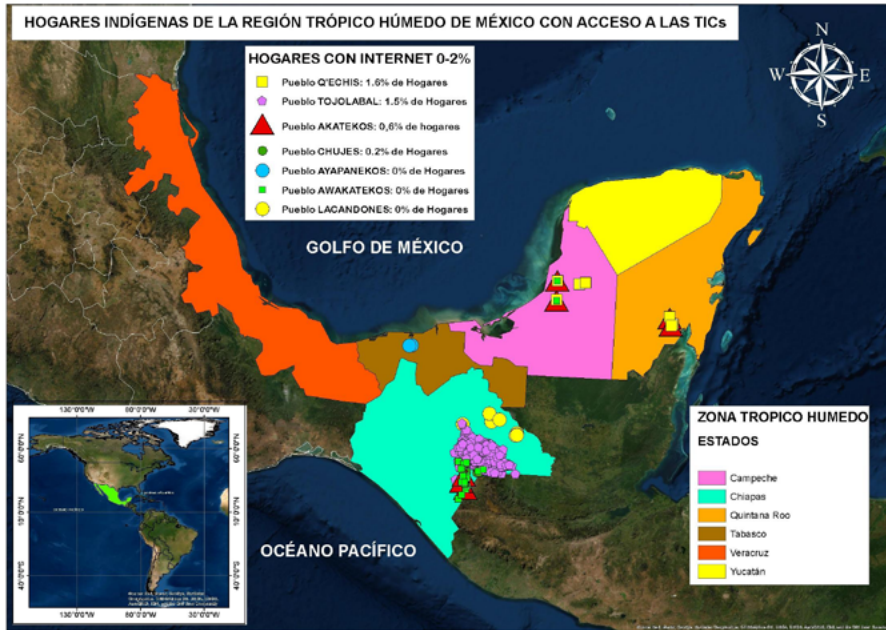 HOGARES INDÍGENAS DE LA REGIÓN TRÓPICO HÚMEDO DE MÉXICO CON ACCESO A LAS TICs
HOGARES CON INTERNET 0-2%
Pueblo Q'ECHIS: 1.6% de Hogares
Pueblo TOJOLABAL: 1.5% de Hogares
Pueblo AKATEKOS: 0,6% de hogares
Pueblo CHUJES: 0.2% de Hogares
Pueblo AYAPANEKOS: 0% de Hogares
Pueblo AWAKATEKOS: 0% de Hogares
Pueblo LACANDONES: 0% de Hogares
N
W
E
S
GOLFO DE MÉXICO
OCÉANO PACÍFICO
ZONA TROPICO HUMEDO
ESTADOS
Campeche
Chiapas
Quintana Roo
Tabasco
Veracruz
Yucatán
130°0'0"W
130°0'0"W